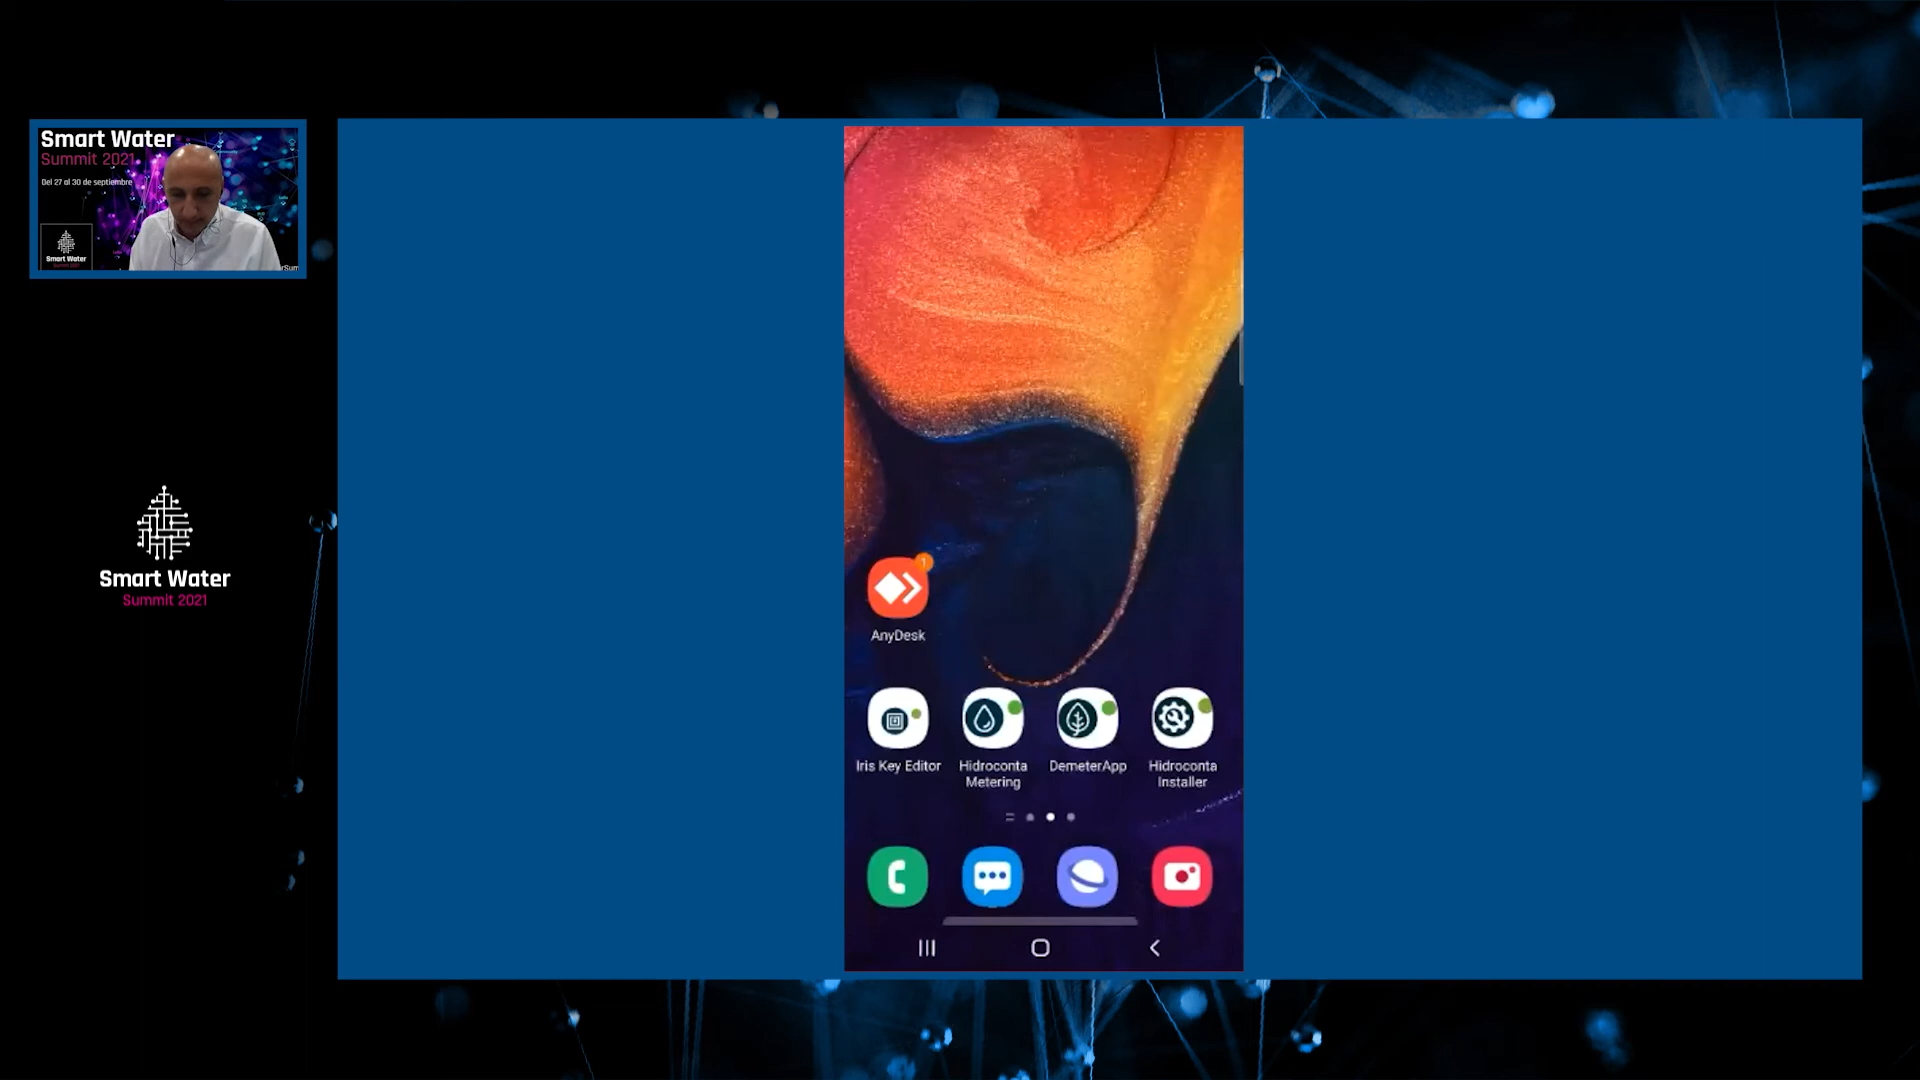 Smart Water
Summit 2021
Del 27 al 30 de septiembre
Smart Water
Smart Water
Summit 2021
1
AnyDesk
Iris Key Editor
Hidroconta
Metering
DemeterApp
Hidroconta
Installer